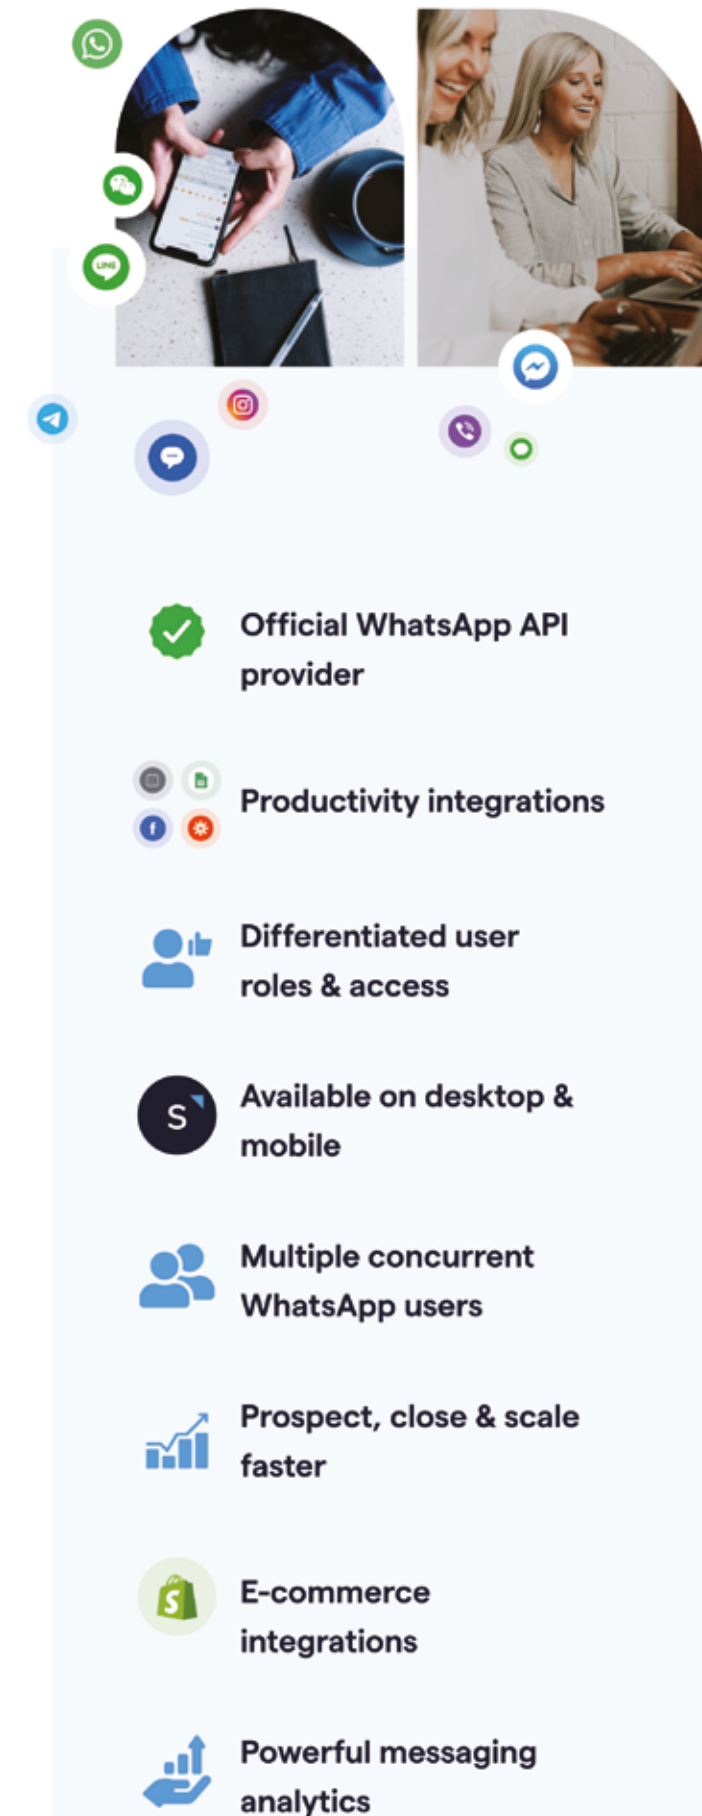 LINE
Official WhatsApp API
provider
Productivity integrations
Differentiated user
roles & access
S
Available on desktop &
mobile
Multiple concurrent
WhatsApp users
Prospect, close & scale
faster
E-commerce
integrations
Powerful messaging
analytics